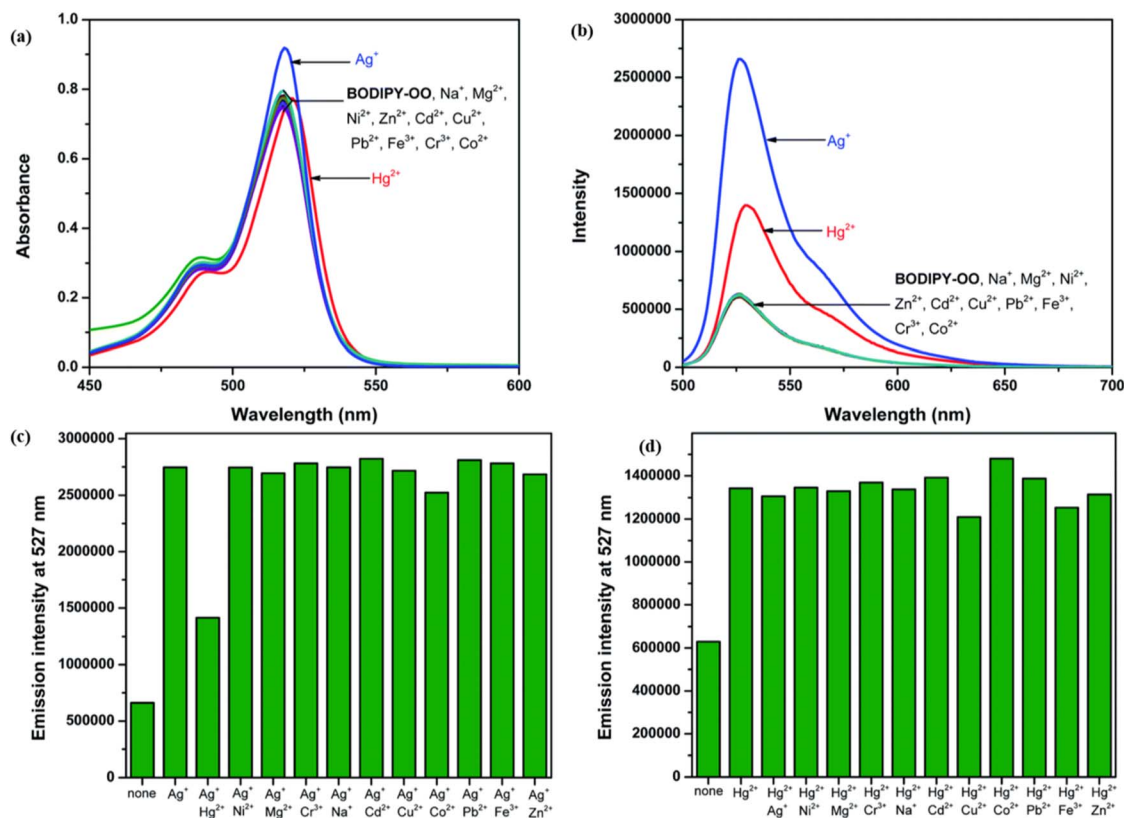 (a)
1.0
0.8
0.6
0.4
0.2
0.0
Absorbance
Ag⁺
BODIPY-OO, Na⁺, Mg²⁺,
Ni²⁺, Zn²⁺, Cd²⁺, Cu²⁺,
Pb²⁺, Fe³⁺, Cr³⁺, Co²⁺
Hg²⁺
450 500 550 600
Wavelength (nm)
(b)
3000000
2500000
2000000
1500000
1000000
500000
0
Intensity
Ag⁺
Hg²⁺
BODIPY-OO, Na⁺, Mg²⁺, Ni²⁺,
Zn²⁺, Cd²⁺, Cu²⁺, Pb²⁺, Fe³⁺,
Cr³⁺, Co²⁺
500 550 600 650 700
Wavelength (nm)
(c)
3000000
2500000
2000000
1500000
1000000
500000
0
Emission intensity at 527 nm
none Ag⁺ Ag⁺ Ag⁺ Ag⁺ Ag⁺ Ag⁺ Ag⁺ Ag⁺ Ag⁺ Ag⁺ Ag⁺ Ag⁺
Hg²⁺ Ni²⁺ Mg²⁺ Cr³⁺ Na⁺ Cd²⁺ Cu²⁺ Co²⁺ Pb²⁺ Fe³⁺ Zn²⁺
(d)
1400000
1200000
1000000
800000
600000
400000
200000
0
Emission intensity at 527 nm
none Hg²⁺ Hg²⁺ Hg²⁺ Hg²⁺ Hg²⁺ Hg²⁺ Hg²⁺ Hg²⁺ Hg²⁺ Hg²⁺ Hg²⁺ Hg²⁺
Ag⁺ Ni²⁺ Mg²⁺ Cr³⁺ Na⁺ Cd²⁺ Cu²⁺ Co²⁺ Pb²⁺ Fe³⁺ Zn²⁺